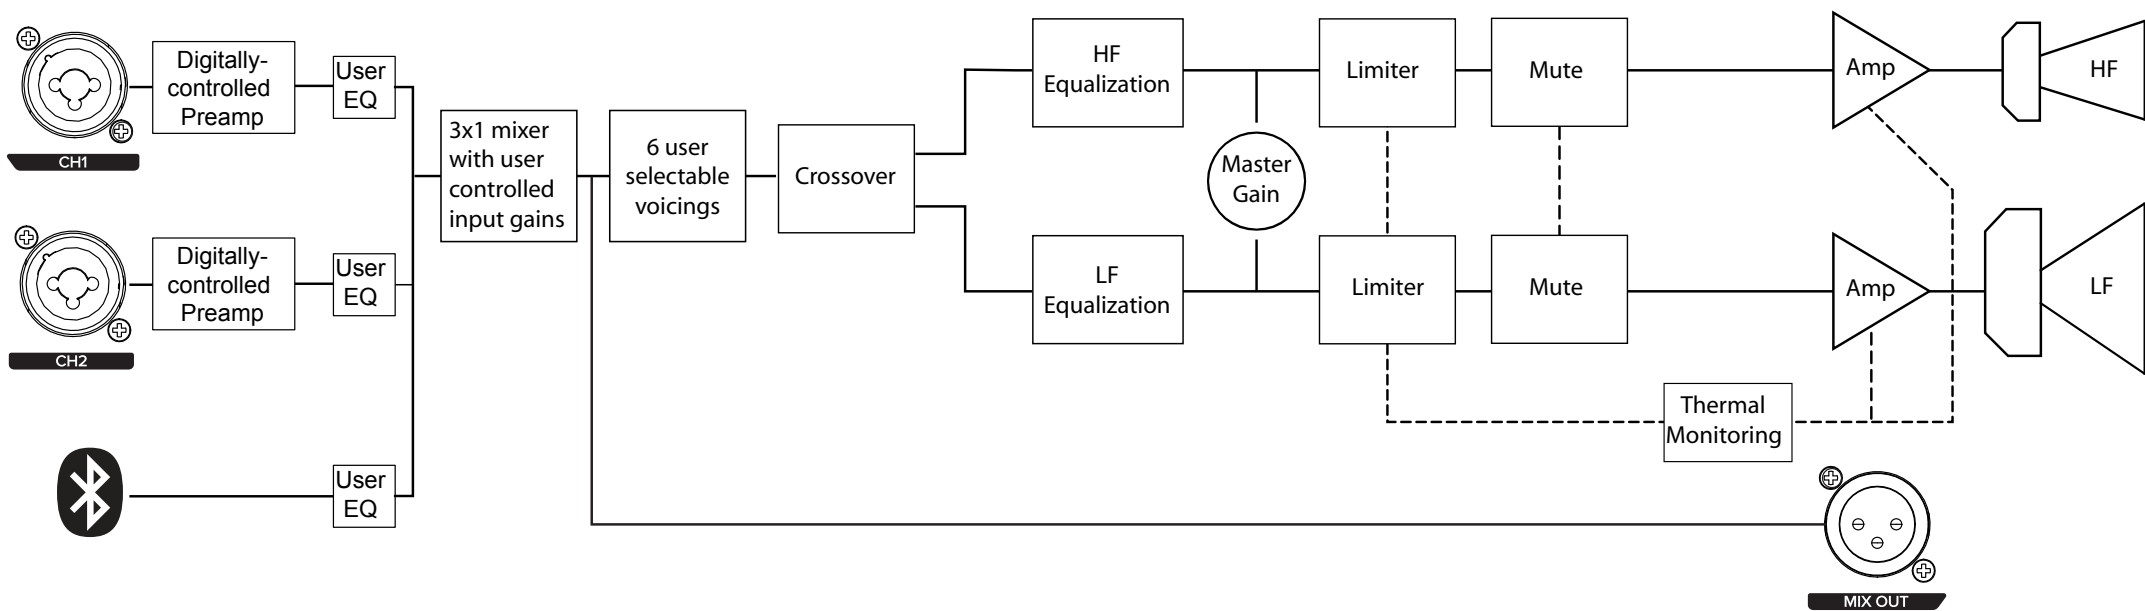 Digitally-
controlled
Preamp
User
EQ
CH1
3x1 mixer
with user
controlled
input gains
6 user
selectable
voicings
Crossover
HF
Equalization
Master
Gain
Limiter
Mute
Amp
HF
Digitally-
controlled
Preamp
User
EQ
CH2
LF
Equalization
Limiter
Mute
Amp
LF
Thermal
Monitoring
User
EQ
MIX OUT